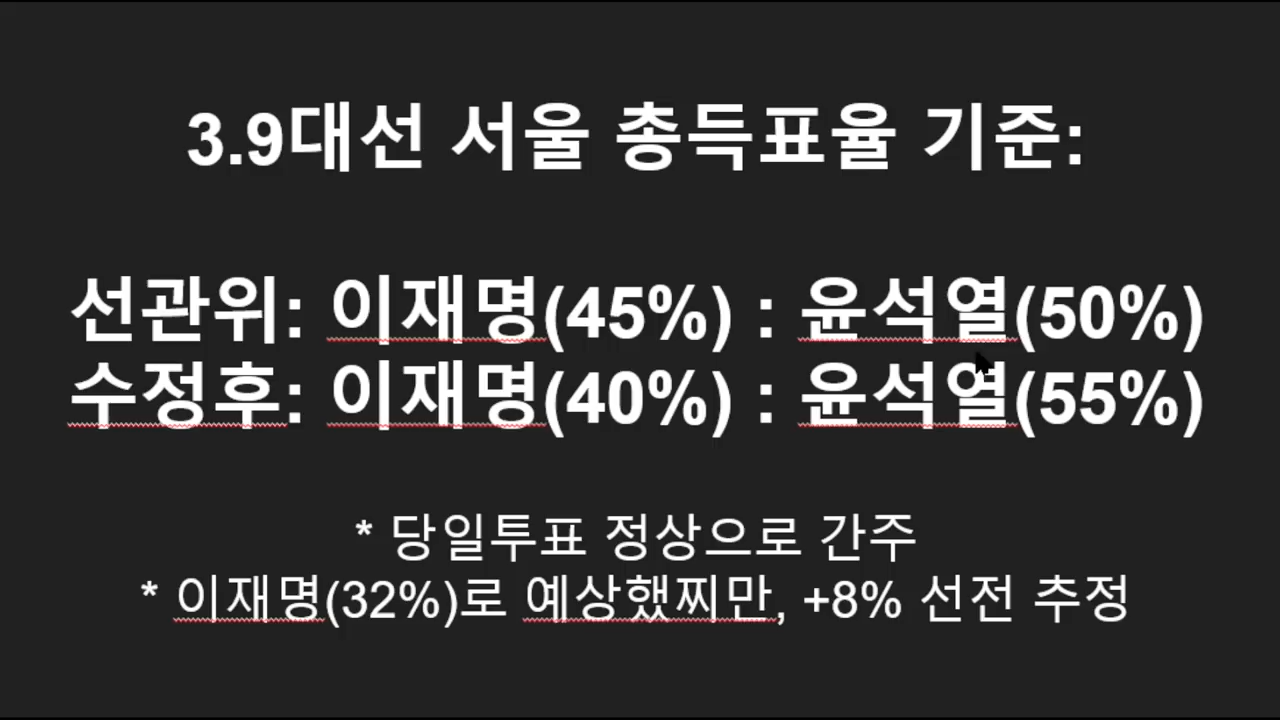 3.9대선 서울 총득표율 기준:
선관위: 이재명(45%) : 윤석열(50%)
수정후: 이재명(40%) : 윤석열(55%)
* 당일투표 정상으로 간주
* 이재명(32%)로 예상했찌만, +8% 선전 추정